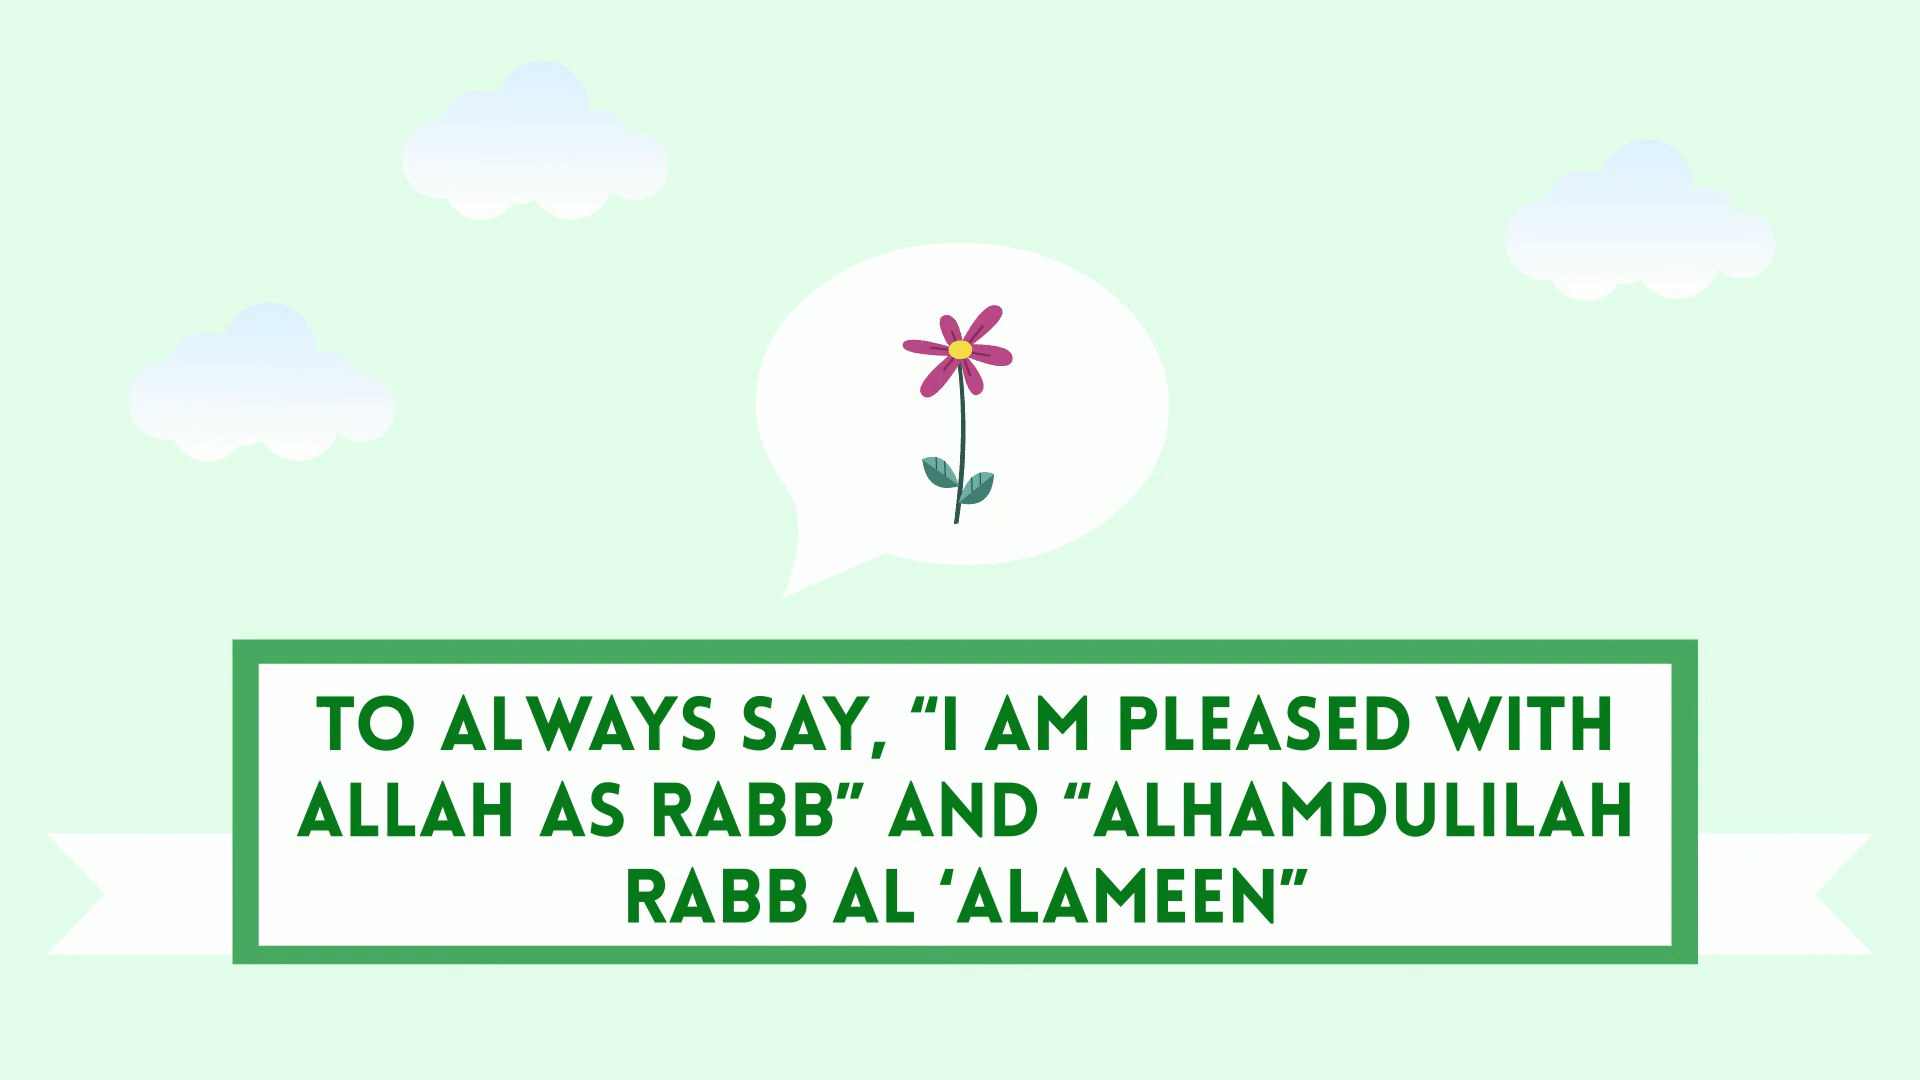 TO ALWAYS SAY, “I AM PLEASED WITH
ALLAH AS RABB” AND “ALHAMDULILAH
RABB AL ‘ALAMEEN”